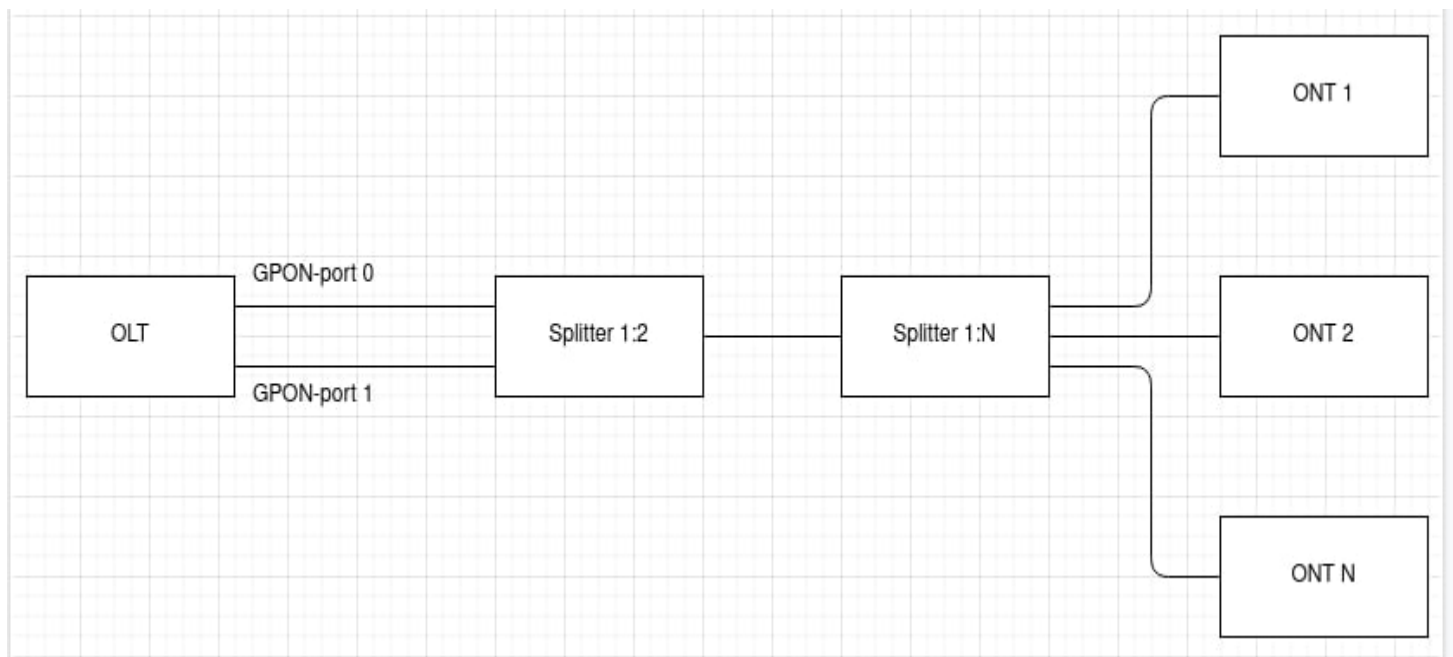 ONT 1
GPON-port 0
OLT
Splitter 1:2
Splitter 1:N
ONT 2
GPON-port 1
ONT N